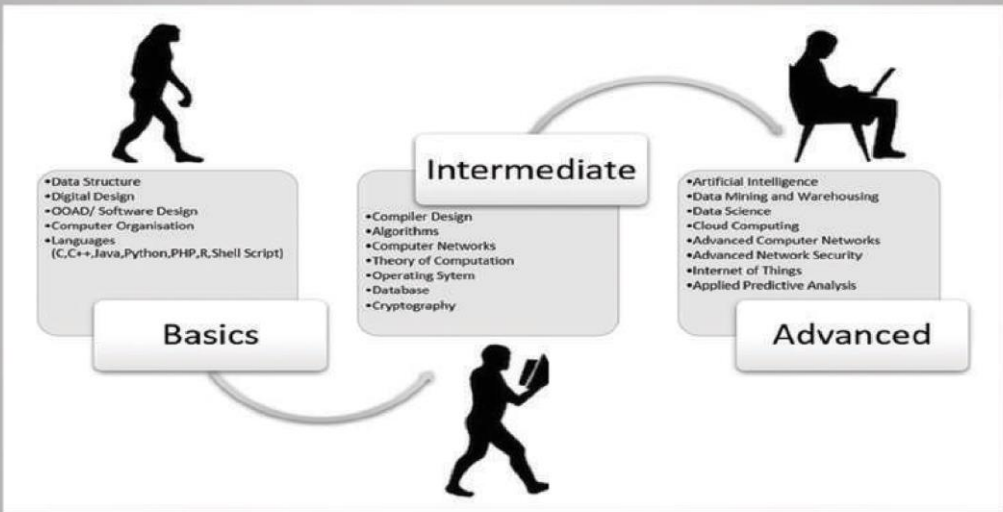 •Data Structure
•Digital Design
•OOAD/ Software Design
•Computer Organisation
•Languages
(C,C++,Java,Python,PHP,R,Shell Script)
Basics
Intermediate
•Compiler Design
•Algorithms
•Computer Networks
•Theory of Computation
•Operating Sytem
•Database
•Cryptography
•Artificial Intelligence
•Data Mining and Warehousing
•Data Science
•Cloud Computing
•Advanced Computer Networks
•Advanced Network Security
•Internet of Things
•Applied Predictive Analysis
Advanced